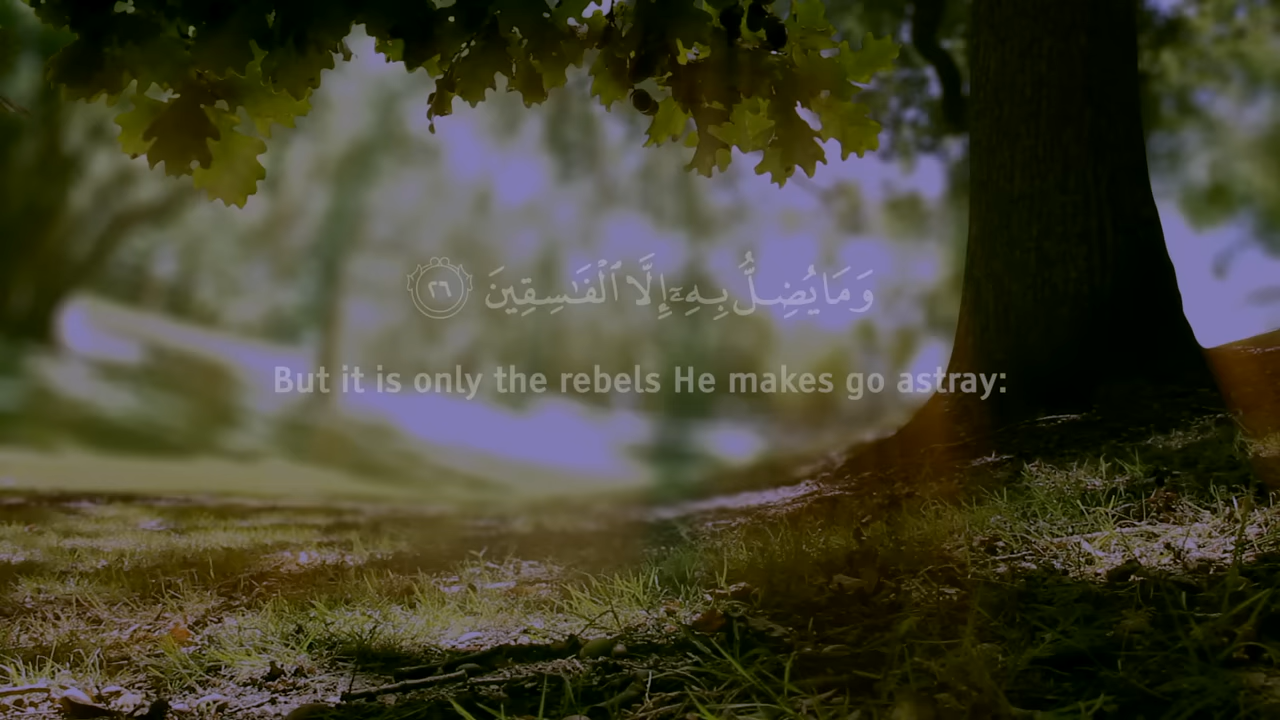 وَمَا يُضِلُّ بِهِۦٓ إِلَّا ٱلْفَـٰسِقِينَ ٢٦
But it is only the rebels He makes go astray: